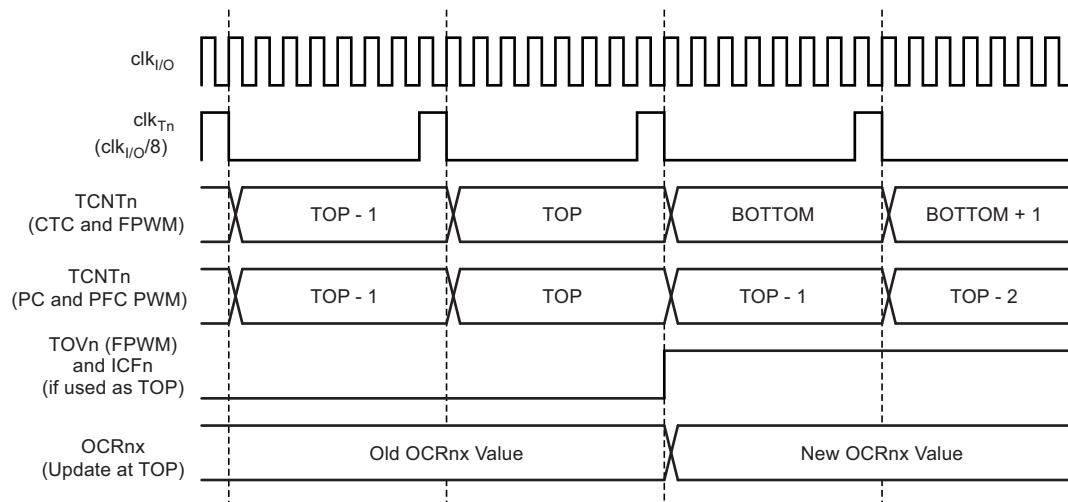 clkI/O
clkTn
(clkI/O/8)
TCNTn
(CTC and FPWM)
TOP - 1
TOP
BOTTOM
BOTTOM + 1
TCNTn
(PC and PFC PWM)
TOP - 1
TOP
TOP - 1
TOP - 2
TOVn (FPWM)
and ICFn
(if used as TOP)
OCRnx
(Update at TOP)
Old OCRnx Value
New OCRnx Value